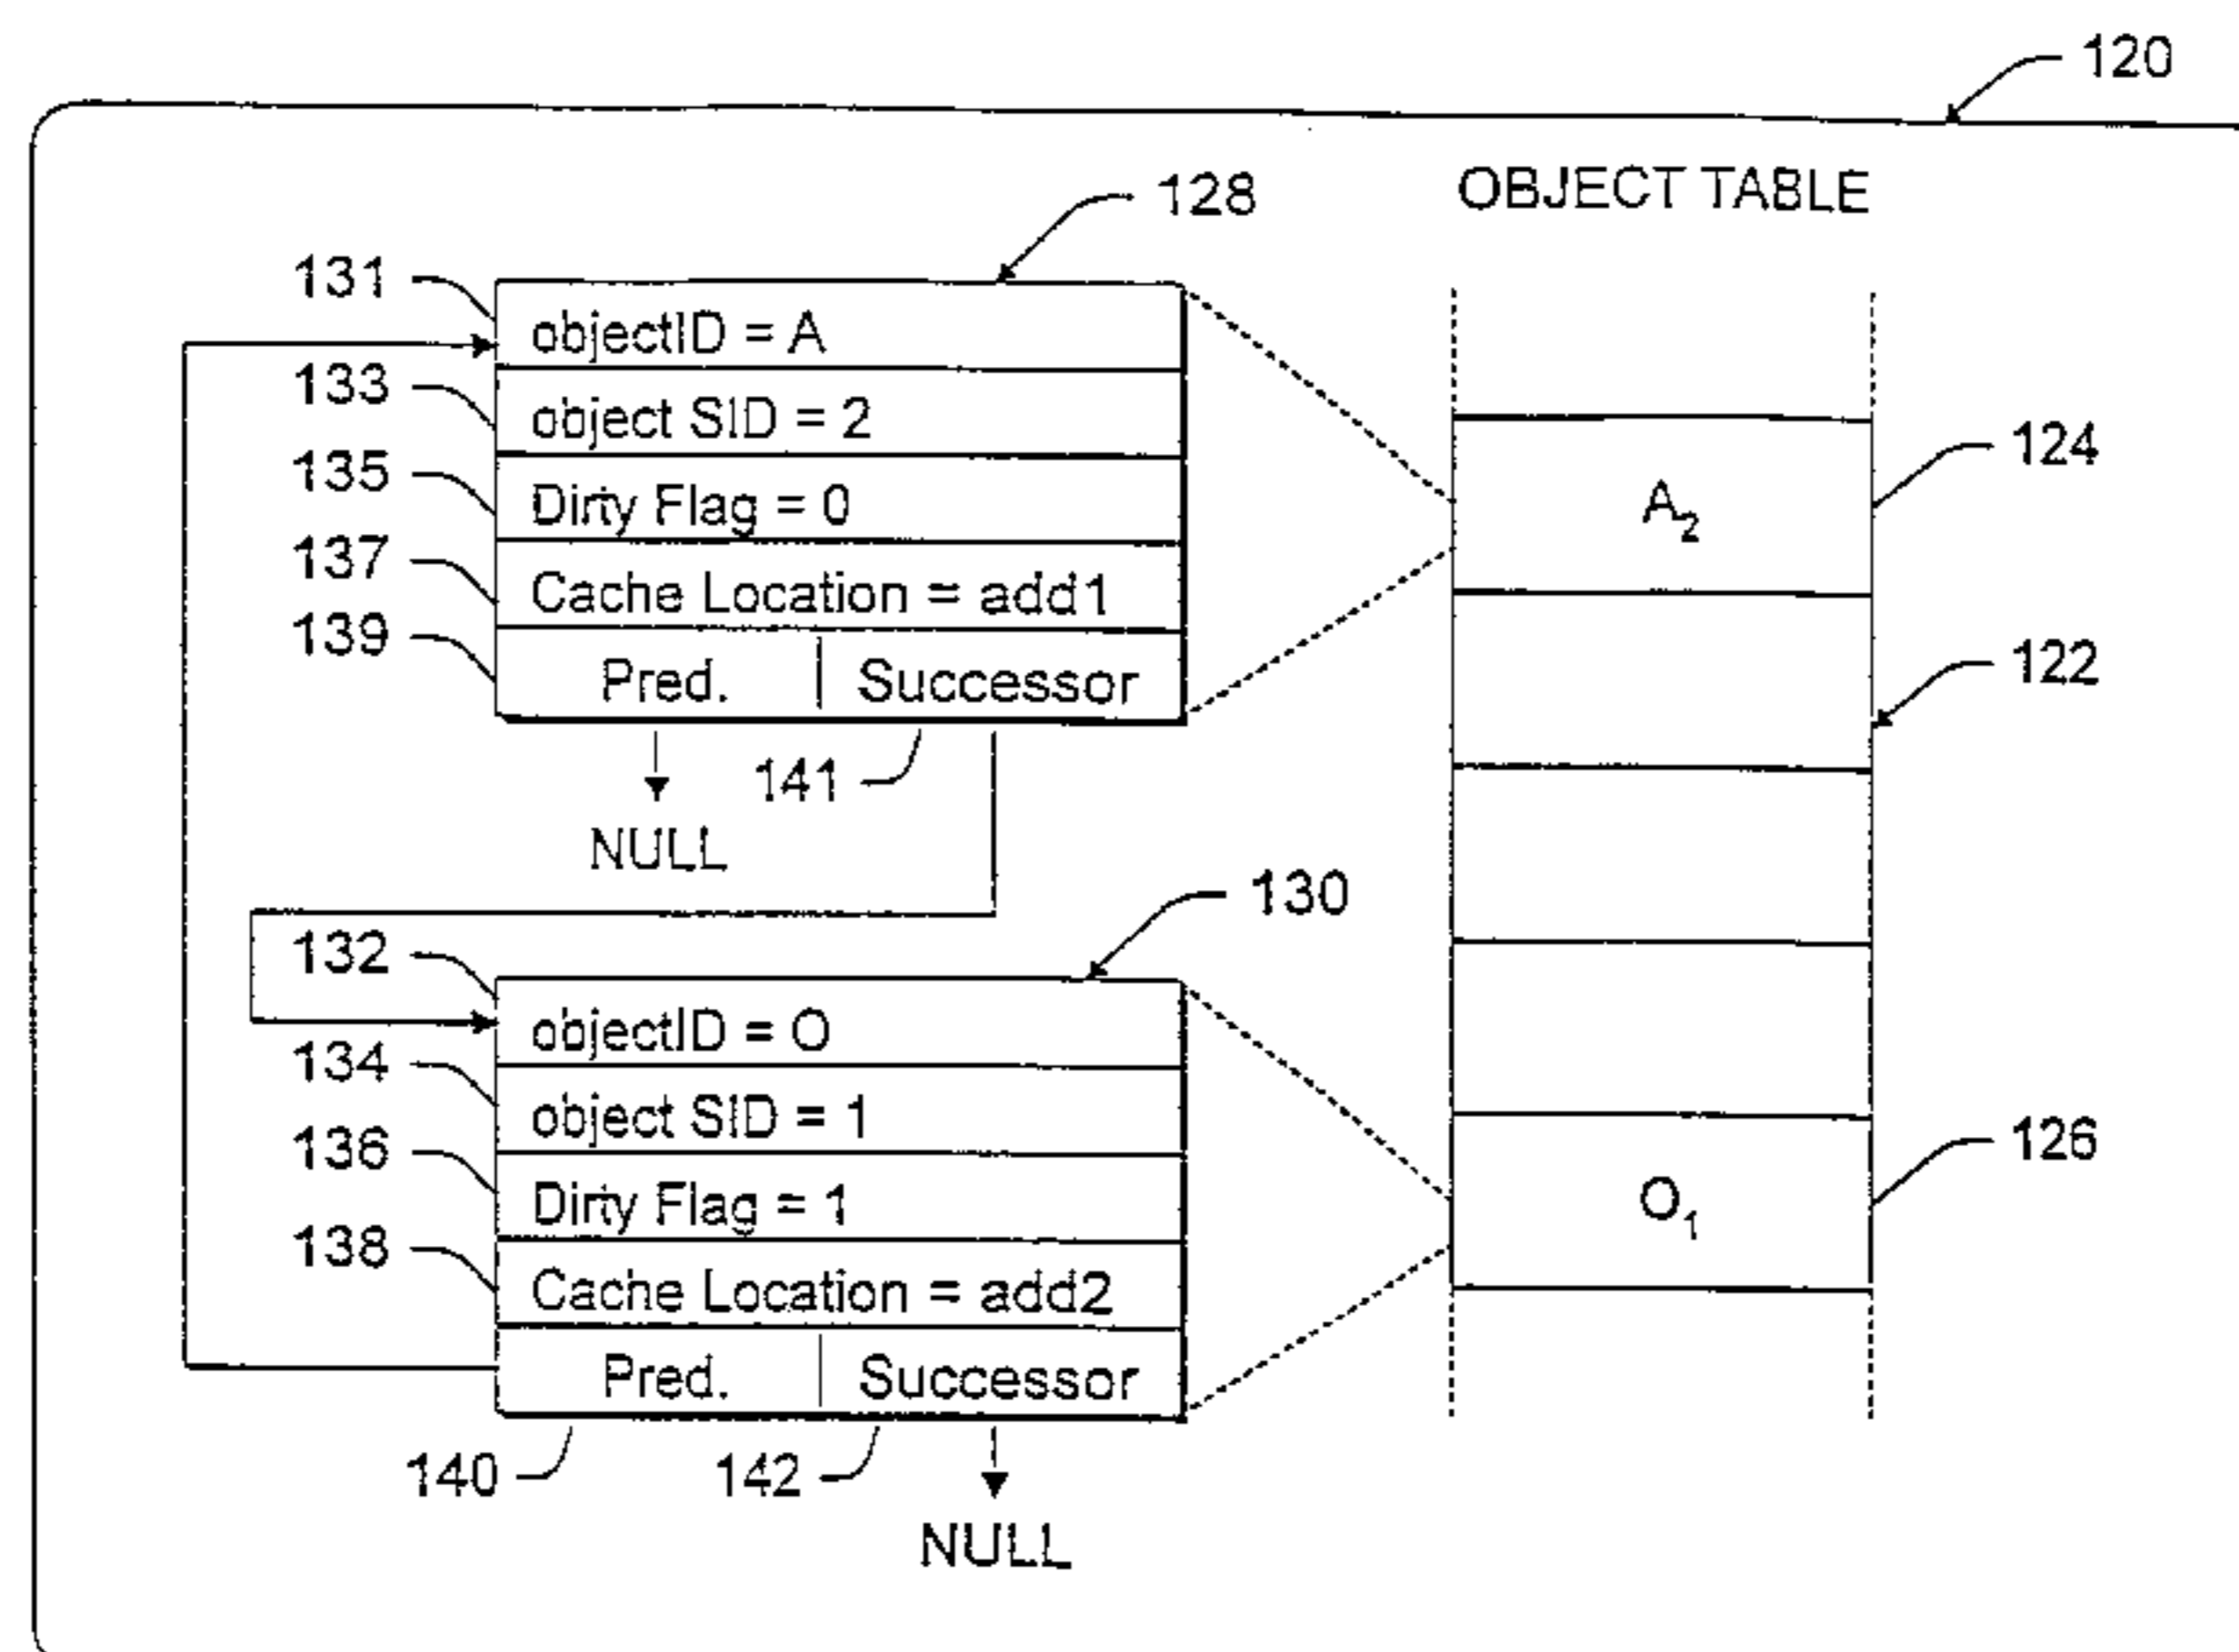 120
128
OBJECT TABLE
131
objectID = A
133
object SID = 2
135
Dirty Flag = 0
137
Cache Location = add1
139
Pred. Successor
141
NULL
124
A2
122
130
132
objectID = O
134
object SID = 1
136
Dirty Flag = 1
138
Cache Location = add2
Pred. Successor
140
142
NULL
126
O1